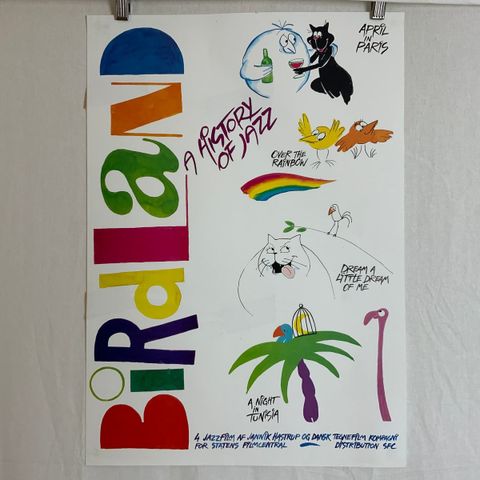 BiRdLaND
A HISTORY
OF JAZZ
APRIL
IN
PARIS
OVER THE
RAINBOW
DREAM A
LITTLE DREAM
OF ME
A NIGHT
IN
TUNISIA
4 JAZZFILM AF JANNIK HASTRUP OG DANSK TEGNEFILM KOMPAGNI
FOR STATENS FILMCENTRAL DISTRIBUTION SFC